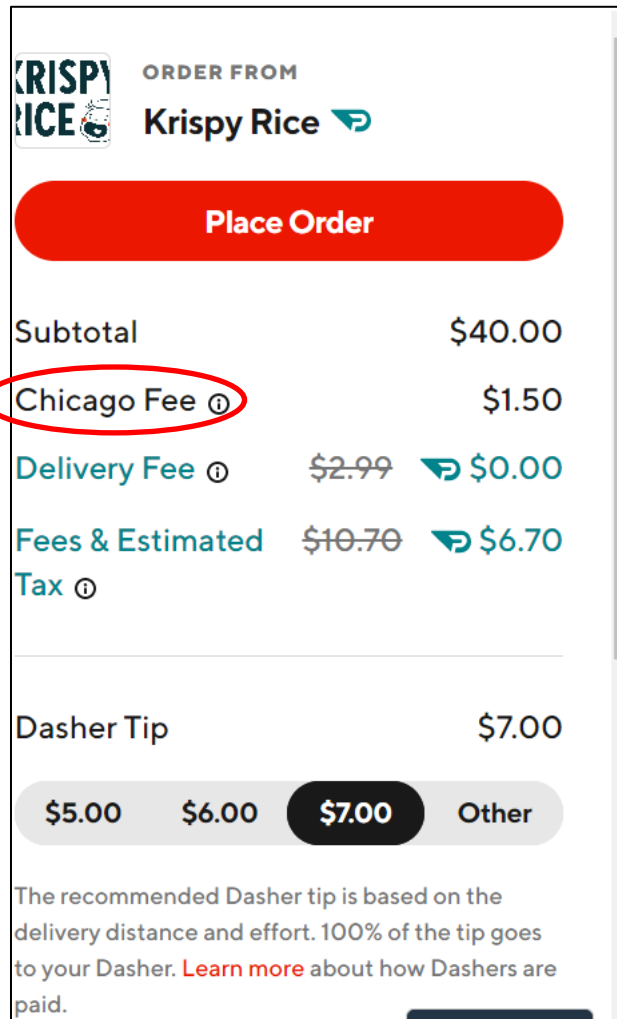 KRISPY
RICE
ORDER FROM
Krispy Rice
Place Order
Subtotal $40.00
Chicago Fee $1.50
Delivery Fee $2.99 $0.00
Fees & Estimated $10.70 $6.70
Tax
Dasher Tip $7.00
$5.00 $6.00 $7.00 Other
The recommended Dasher tip is based on the
delivery distance and effort. 100% of the tip goes
to your Dasher. Learn more about how Dashers are
paid.